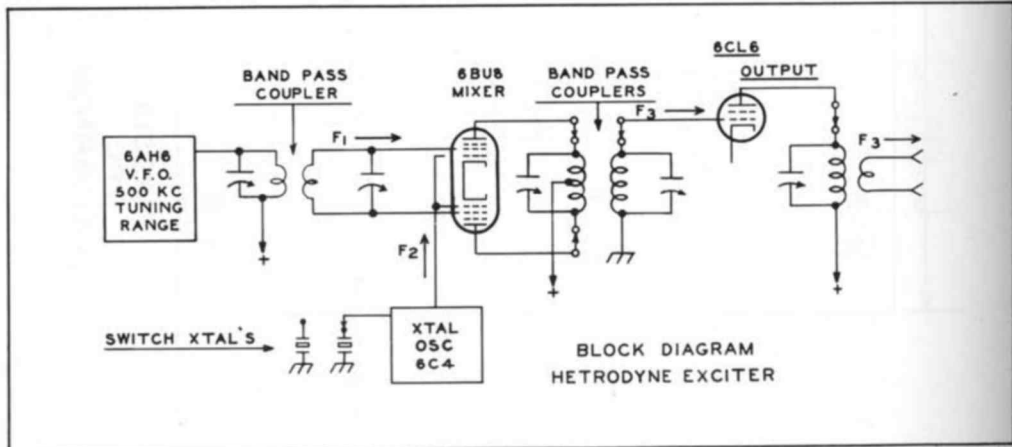 BAND PASS
COUPLER
6BU8
MIXER
BAND PASS
COUPLERS
6CL6
OUTPUT
F1
F3
F3
6AH6
V.F.O.
500 KC
TUNING
RANGE
+
F2
+
+
SWITCH XTAL'S
XTAL
OSC
6C4
BLOCK DIAGRAM
HETRODYNE EXCITER